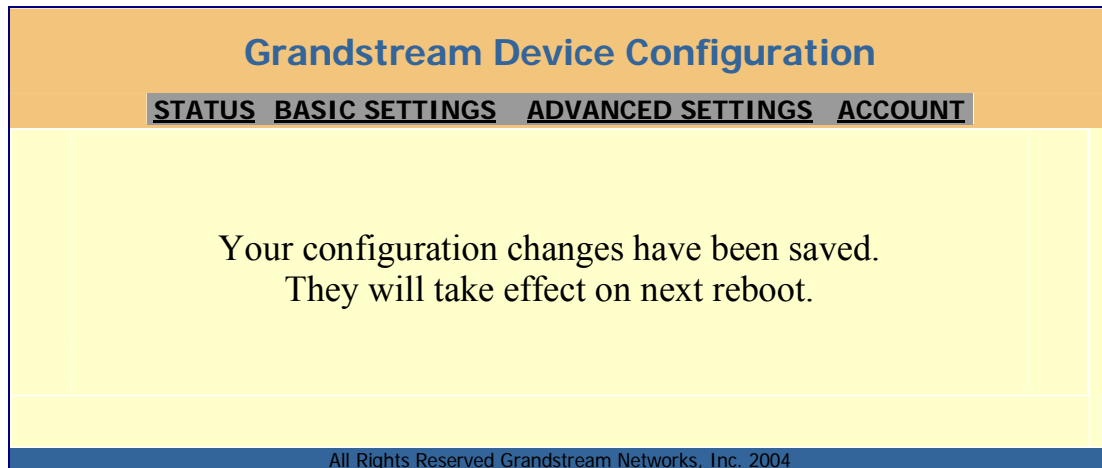 Grandstream Device Configuration
STATUS BASIC SETTINGS ADVANCED SETTINGS ACCOUNT
Your configuration changes have been saved.
They will take effect on next reboot.
All Rights Reserved Grandstream Networks, Inc. 2004